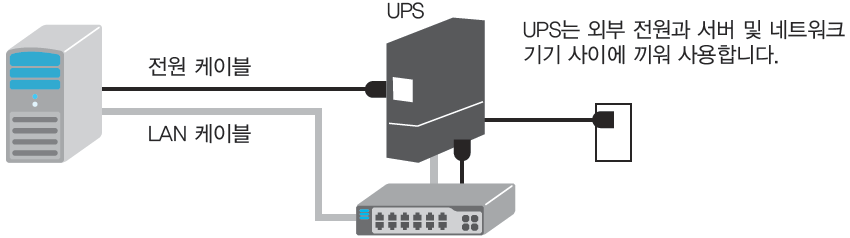 UPS
UPS는 외부 전원과 서버 및 네트워크
기기 사이에 끼워 사용합니다.
전원 케이블
LAN 케이블